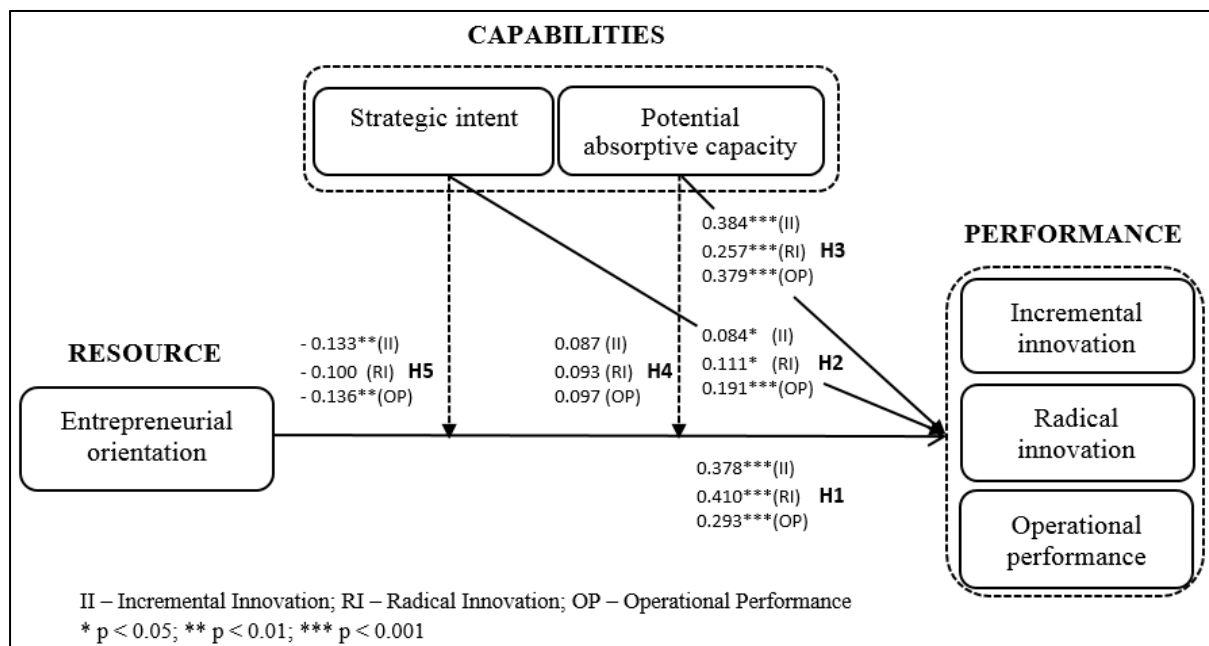 CAPABILITIES
Strategic intent
Potential
absorptive capacity
0.384***(II)
0.257***(RI) H3
0.379***(OP)
PERFORMANCE
Incremental
innovation
Radical
innovation
Operational
performance
RESOURCE
Entrepreneurial
orientation
- 0.133**(II)
- 0.100 (RI) H5
- 0.136**(OP)
0.087 (II)
0.093 (RI) H4
0.097 (OP)
0.084* (II)
0.111* (RI) H2
0.191***(OP)
0.378***(II)
0.410***(RI) H1
0.293***(OP)
II – Incremental Innovation; RI – Radical Innovation; OP – Operational Performance
* p < 0.05; ** p < 0.01; *** p < 0.001